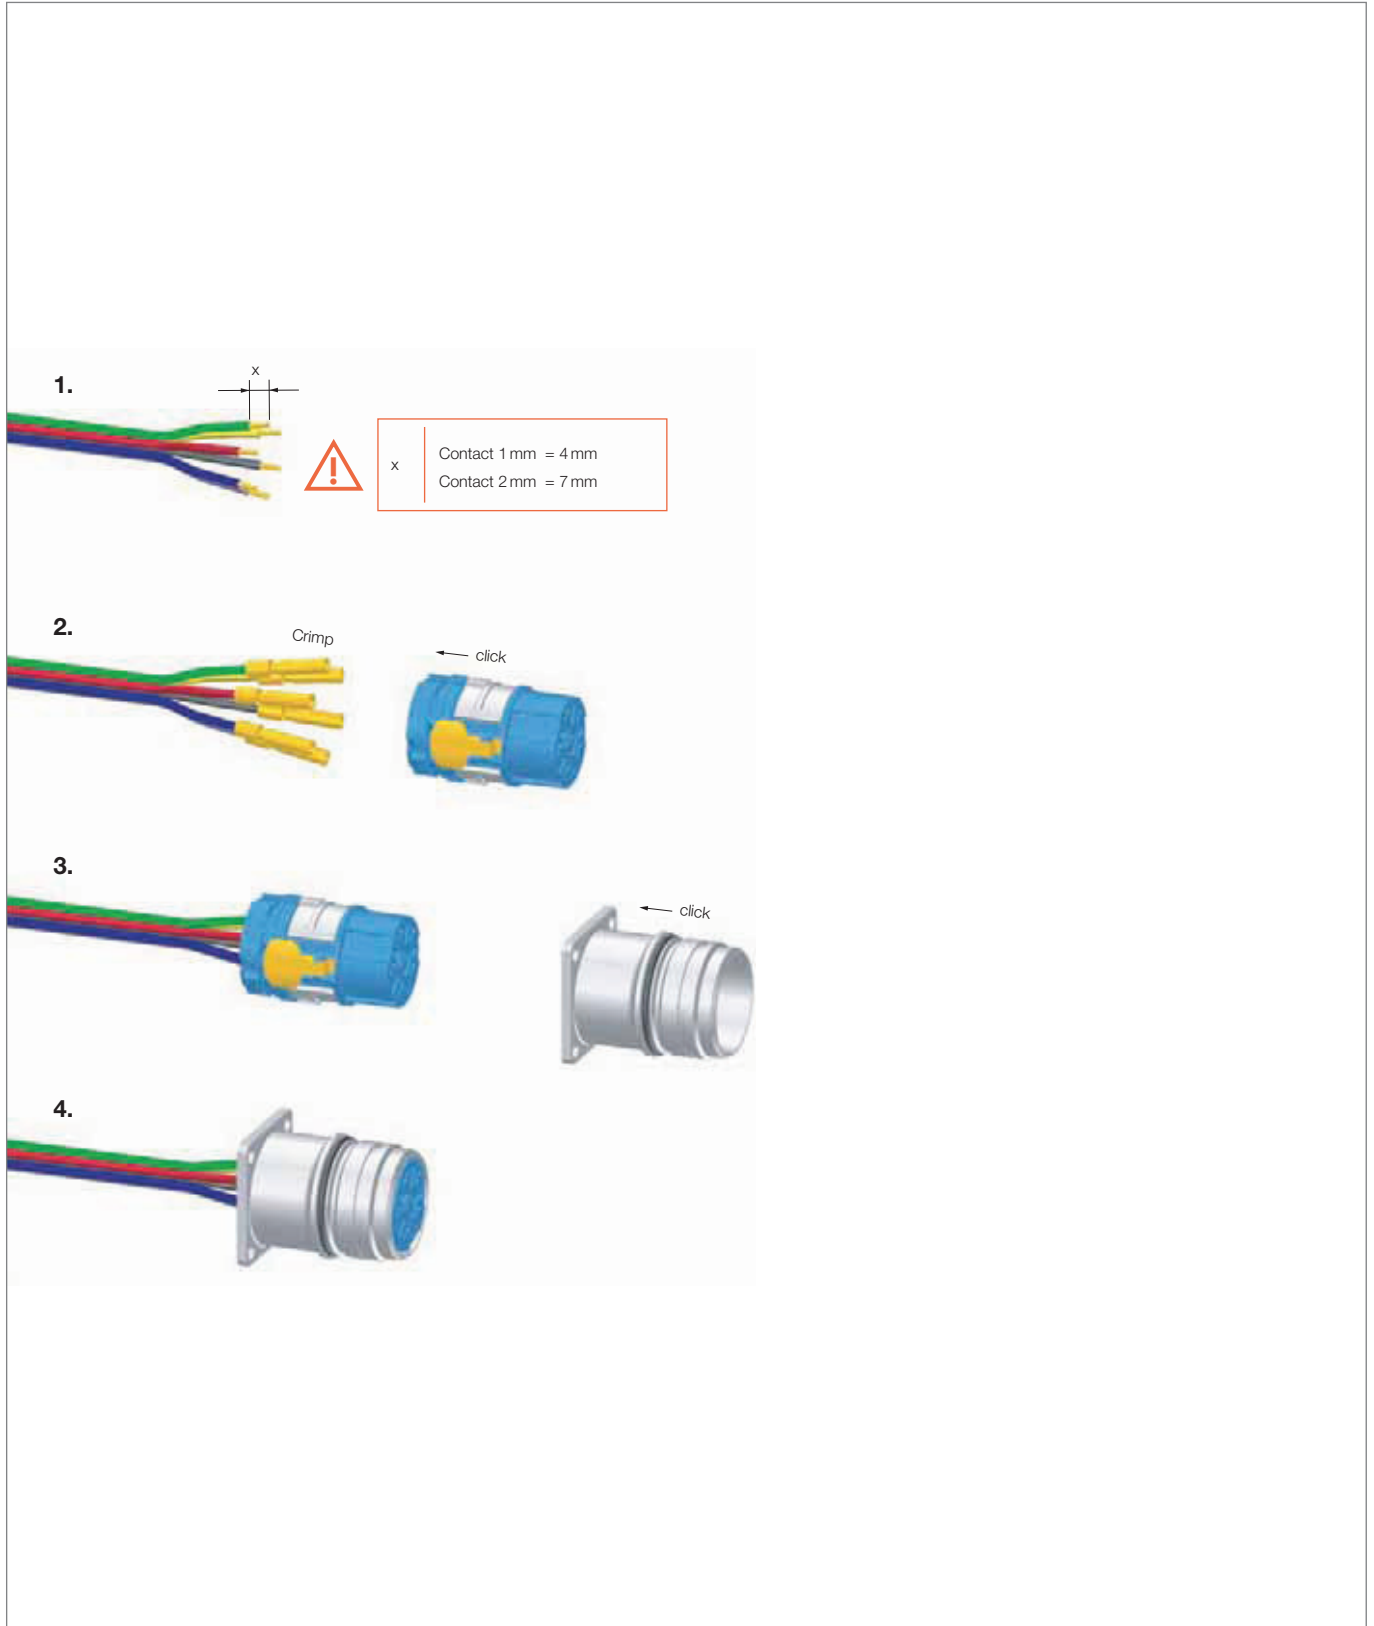 1.
x
x
Contact 1 mm = 4 mm
Contact 2 mm = 7 mm
2.
Crimp
click
3.
click
4.